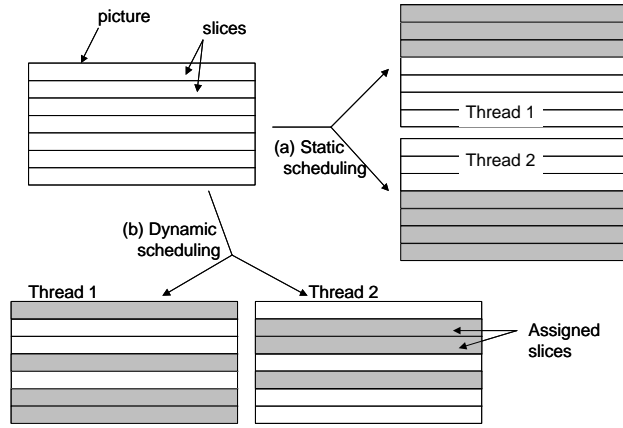 picture
slices
Thread 1
(a) Static
scheduling
Thread 2
(b) Dynamic
scheduling
Thread 1
Thread 2
Assigned
slices